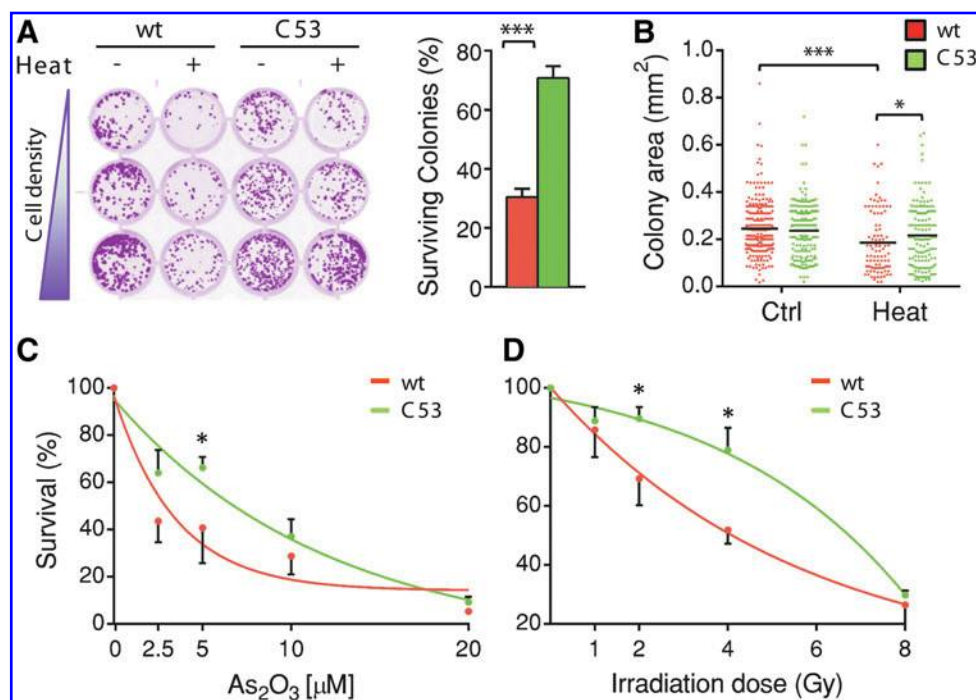 A
wt C53
Heat - + - +
Cell density
***
Surviving Colonies (%)
80
60
40
20
0
B
wt
C53
***
*
Colony area (mm²)
1.0
0.8
0.6
0.4
0.2
0.0
Ctrl Heat
C
wt
C53
*
Survival (%)
100
80
60
40
20
0
0 2.5 5 10 20
As₂O₃ [μM]
D
wt
C53
* *
100
80
60
40
20
1 2 4 6 8
Irradiation dose (Gy)